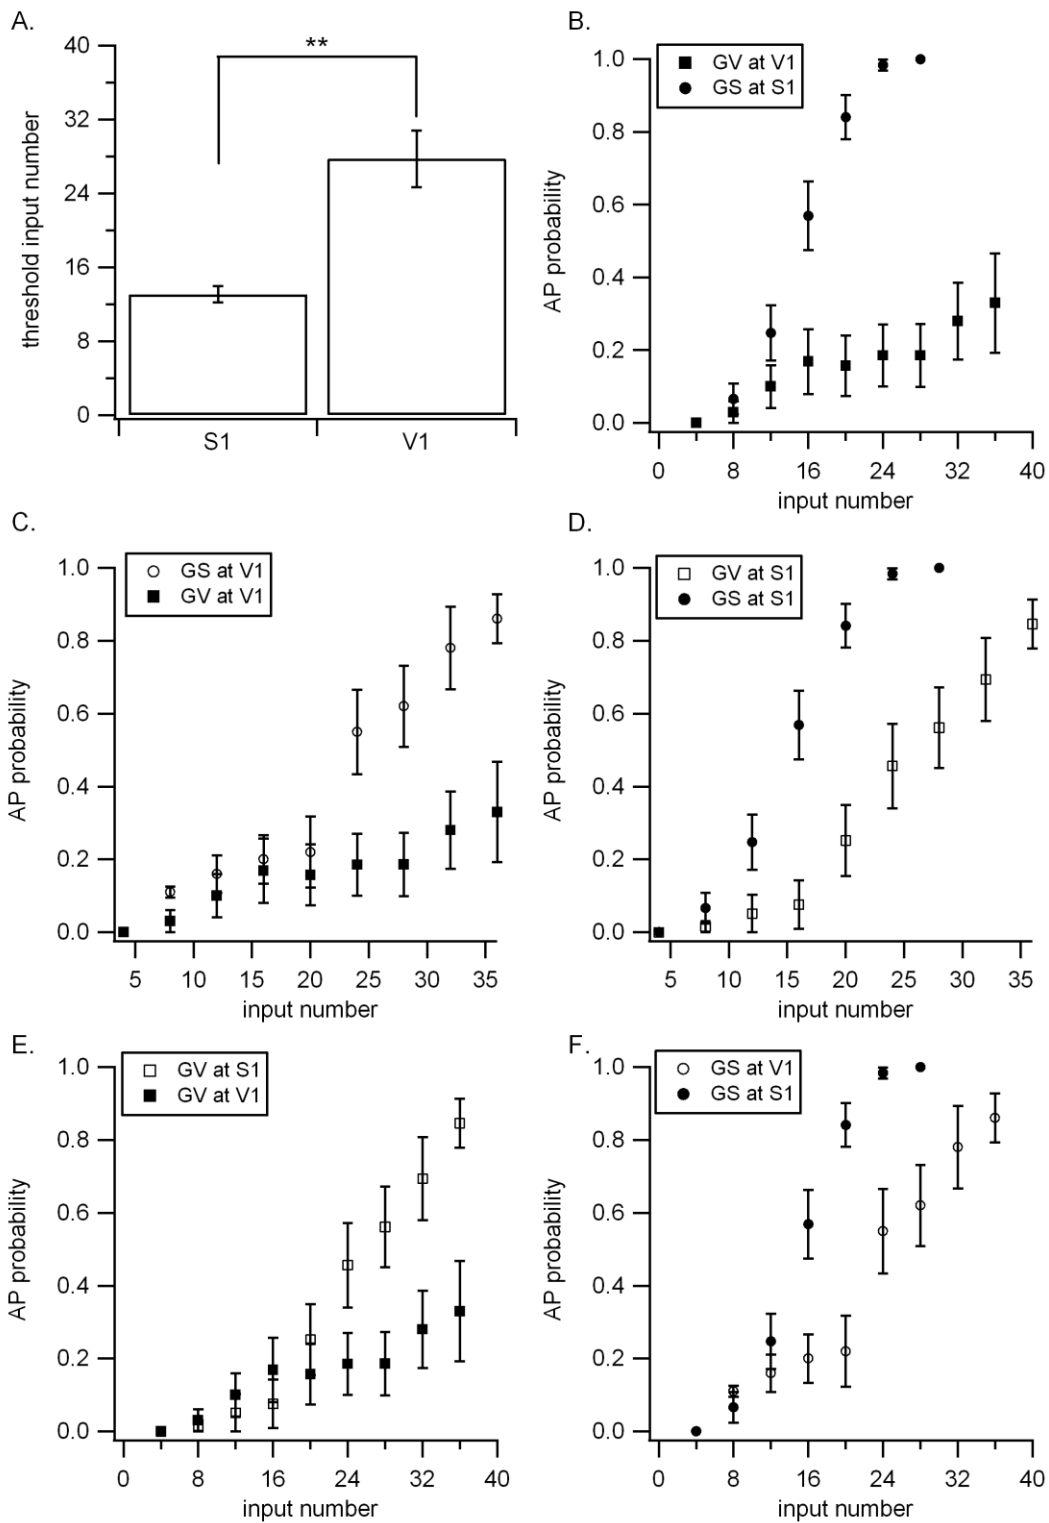 A.
**
threshold input number
40
32
24
16
8
0
S1 V1
B.
GV at V1
GS at S1
AP probability
1.0
0.8
0.6
0.4
0.2
0.0
0 8 16 24 32 40
input number
C.
GS at V1
GV at V1
AP probability
1.0
0.8
0.6
0.4
0.2
0.0
5 10 15 20 25 30 35
input number
D.
GV at S1
GS at S1
AP probability
1.0
0.8
0.6
0.4
0.2
0.0
5 10 15 20 25 30 35
input number
E.
GV at S1
GV at V1
AP probability
1.0
0.8
0.6
0.4
0.2
0.0
0 8 16 24 32 40
input number
F.
GS at V1
GS at S1
AP probability
1.0
0.8
0.6
0.4
0.2
0.0
0 8 16 24 32 40
input number